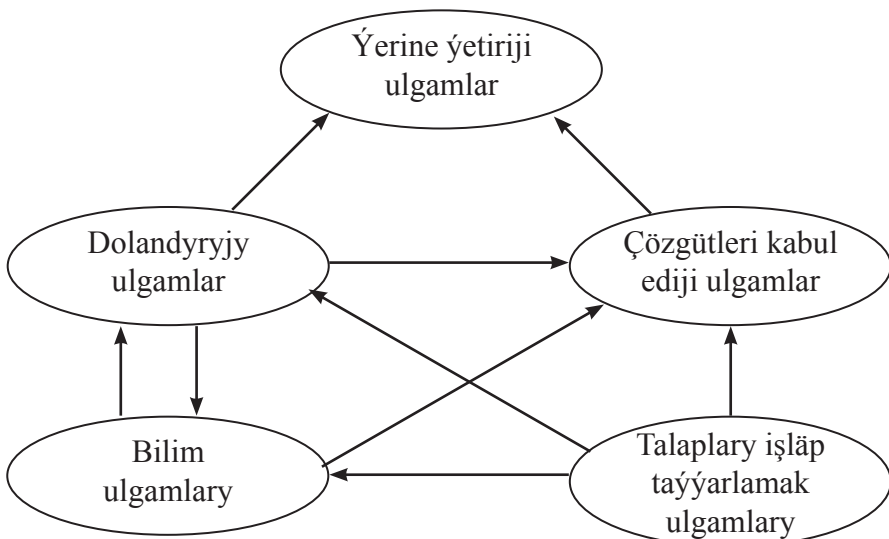 Ýerine ýetiriji
ulgamlar
Dolandyryjy
ulgamlar
Çözgütleri kabul
ediji ulgamlar
Bilim
ulgamlary
Talaplary işläp
taýýarlamak
ulgamlary